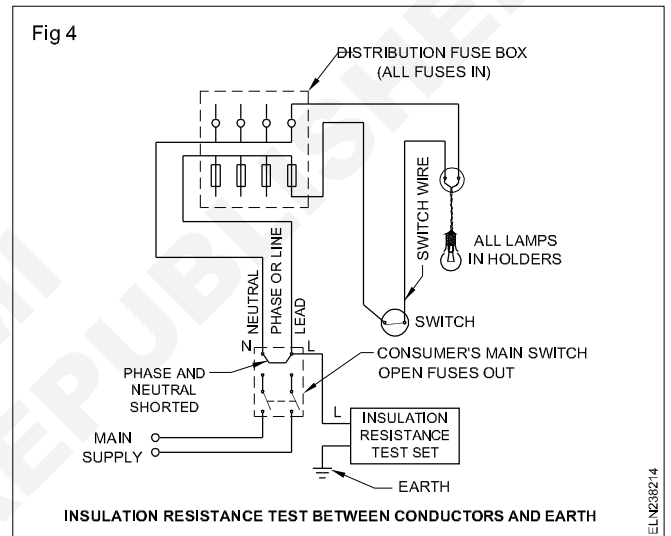 Fig 4
DISTRIBUTION FUSE BOX
(ALL FUSES IN)
SWITCH WIRE
ALL LAMPS
IN HOLDERS
NEUTRAL
PHASE OR LINE
LEAD
SWITCH
N
L
PHASE AND
NEUTRAL
SHORTED
CONSUMER'S MAIN SWITCH
OPEN FUSES OUT
L
INSULATION
RESISTANCE
TEST SET
MAIN
SUPPLY
EARTH
INSULATION RESISTANCE TEST BETWEEN CONDUCTORS AND EARTH
ELN238214